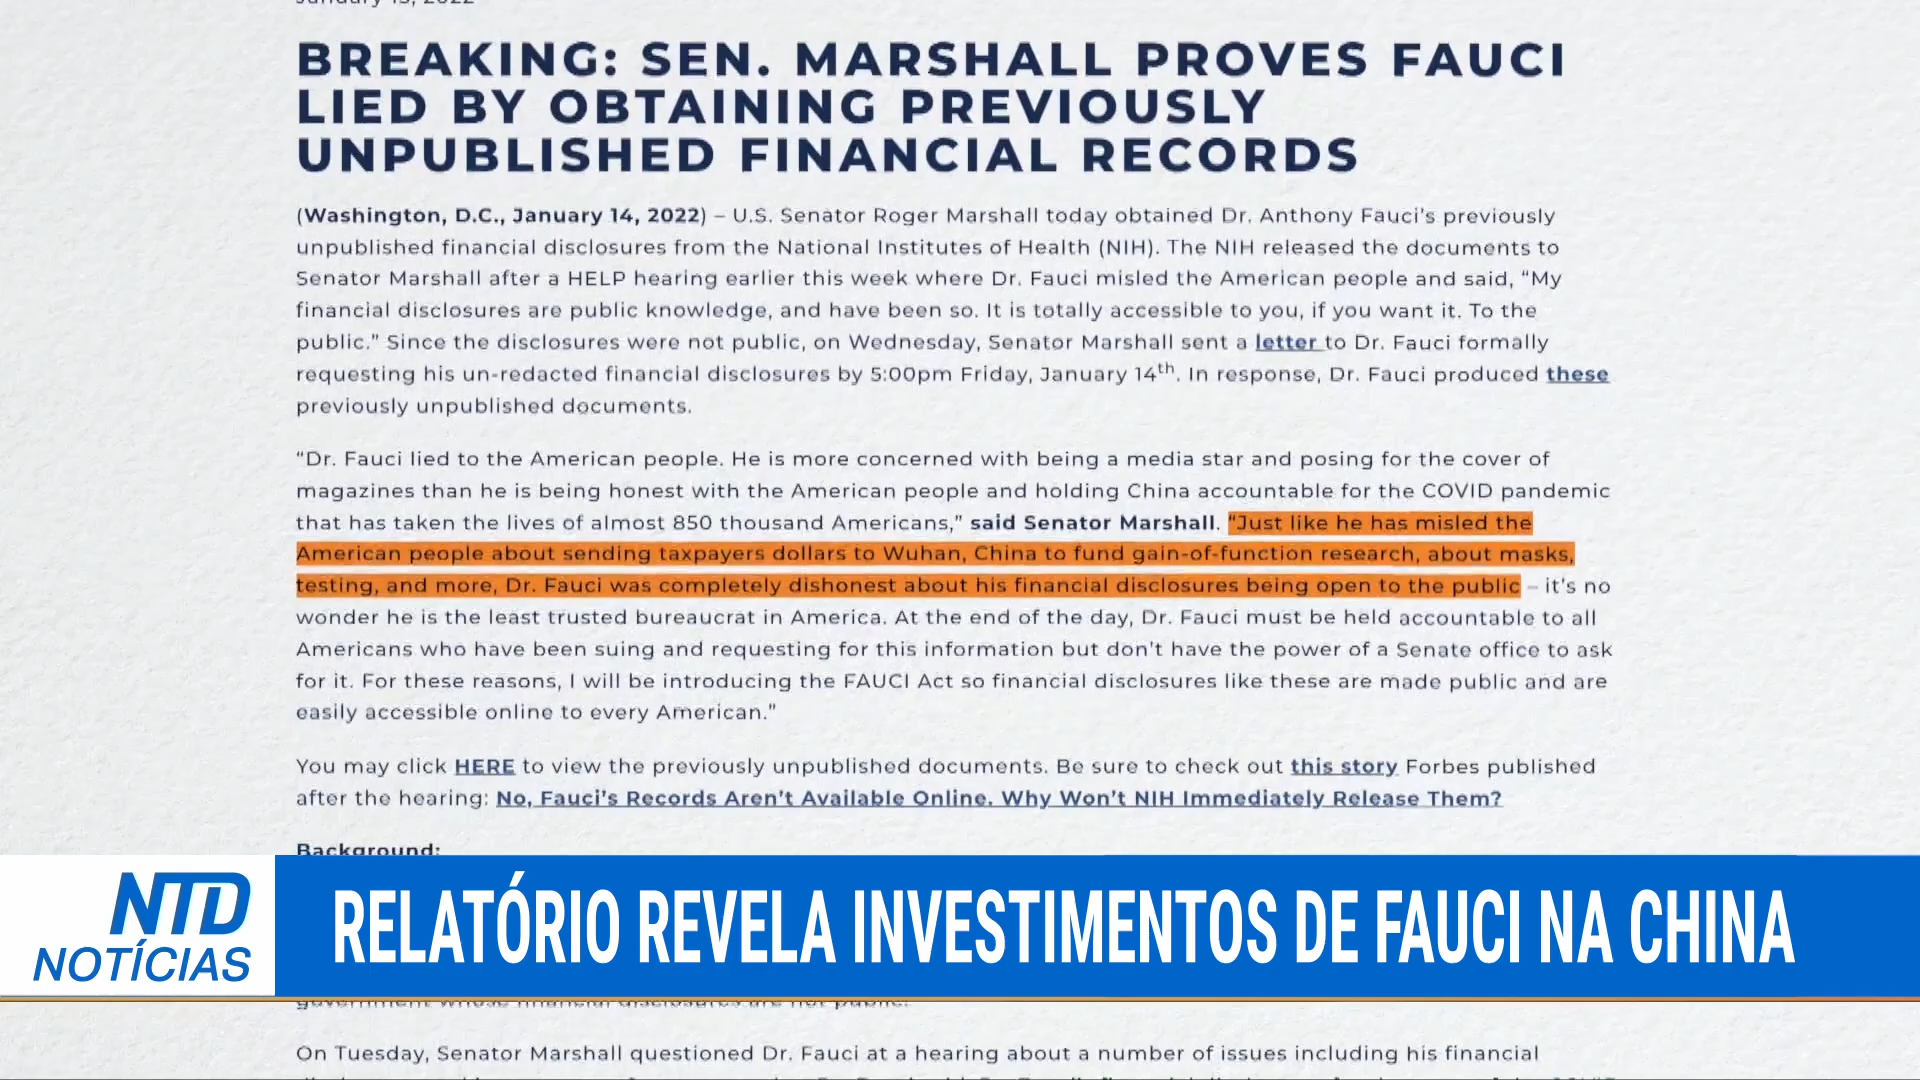 January 15, 2022
BREAKING: SEN. MARSHALL PROVES FAUCI
LIED BY OBTAINING PREVIOUSLY
UNPUBLISHED FINANCIAL RECORDS
(Washington, D.C., January 14, 2022) – U.S. Senator Roger Marshall today obtained Dr. Anthony Fauci's previously
unpublished financial disclosures from the National Institutes of Health (NIH). The NIH released the documents to
Senator Marshall after a HELP hearing earlier this week where Dr. Fauci misled the American people and said, “My
financial disclosures are public knowledge, and have been so. It is totally accessible to you, if you want it. To the
public.” Since the disclosures were not public, on Wednesday, Senator Marshall sent a letter to Dr. Fauci formally
requesting his un-redacted financial disclosures by 5:00pm Friday, January 14th. In response, Dr. Fauci produced these
previously unpublished documents.
“Dr. Fauci lied to the American people. He is more concerned with being a media star and posing for the cover of
magazines than he is being honest with the American people and holding China accountable for the COVID pandemic
that has taken the lives of almost 850 thousand Americans,” said Senator Marshall. “Just like he has misled the
American people about sending taxpayers dollars to Wuhan, China to fund gain-of-function research, about masks,
testing, and more, Dr. Fauci was completely dishonest about his financial disclosures being open to the public – it's no
wonder he is the least trusted bureaucrat in America. At the end of the day, Dr. Fauci must be held accountable to all
Americans who have been suing and requesting for this information but don't have the power of a Senate office to ask
for it. For these reasons, I will be introducing the FAUCI Act so financial disclosures like these are made public and are
easily accessible online to every American.”
You may click HERE to view the previously unpublished documents. Be sure to check out this story Forbes published
after the hearing: No, Fauci's Records Aren't Available Online. Why Won't NIH Immediately Release Them?
Background:
NTD
NOTÍCIAS
RELATÓRIO REVELA INVESTIMENTOS DE FAUCI NA CHINA
government whose financial disclosures are not public.
On Tuesday, Senator Marshall questioned Dr. Fauci at a hearing about a number of issues including his financial